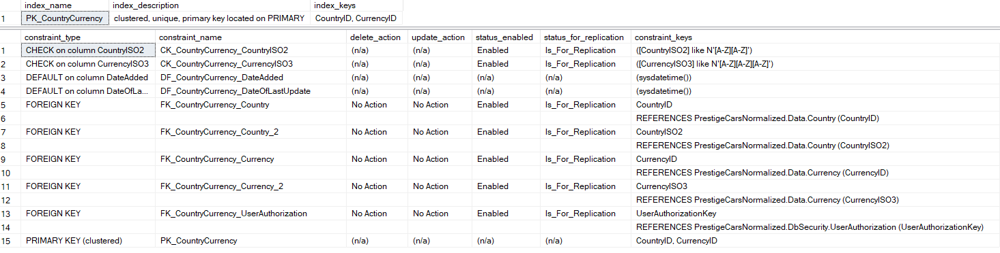 index_name index_description index_keys
1 PK_CountryCurrency clustered, unique, primary key located on PRIMARY CountryID, CurrencyID
constraint_type constraint_name delete_action update_action status_enabled status_for_replication constraint_keys
1 CHECK on column CountryISO2 CK_CountryCurrency_CountryISO2 (n/a) (n/a) Enabled Is_For_Replication ([CountryISO2] like N'[A-Z][A-Z]')
2 CHECK on column CurrencyISO3 CK_CountryCurrency_CurrencyISO3 (n/a) (n/a) Enabled Is_For_Replication ([CurrencyISO3] like N'[A-Z][A-Z][A-Z]')
3 DEFAULT on column DateAdded DF_CountryCurrency_DateAdded (n/a) (n/a) (n/a) (n/a) (sysdatetime())
4 DEFAULT on column DateOfLa... DF_CountryCurrency_DateOfLastUpdate (n/a) (n/a) (n/a) (n/a) (sysdatetime())
5 FOREIGN KEY FK_CountryCurrency_Country No Action No Action Enabled Is_For_Replication CountryID
6 REFERENCES PrestigeCarsNormalized.Data.Country (CountryID)
7 FOREIGN KEY FK_CountryCurrency_Country_2 No Action No Action Enabled Is_For_Replication CountryISO2
8 REFERENCES PrestigeCarsNormalized.Data.Country (CountryISO2)
9 FOREIGN KEY FK_CountryCurrency_Currency No Action No Action Enabled Is_For_Replication CurrencyID
10 REFERENCES PrestigeCarsNormalized.Data.Currency (CurrencyID)
11 FOREIGN KEY FK_CountryCurrency_Currency_2 No Action No Action Enabled Is_For_Replication CurrencyISO3
12 REFERENCES PrestigeCarsNormalized.Data.Currency (CurrencyISO3)
13 FOREIGN KEY FK_CountryCurrency_UserAuthorization No Action No Action Enabled Is_For_Replication UserAuthorizationKey
14 REFERENCES PrestigeCarsNormalized.DbSecurity.UserAuthorization (UserAuthorizationKey)
15 PRIMARY KEY (clustered) PK_CountryCurrency (n/a) (n/a) (n/a) (n/a) CountryID, CurrencyID